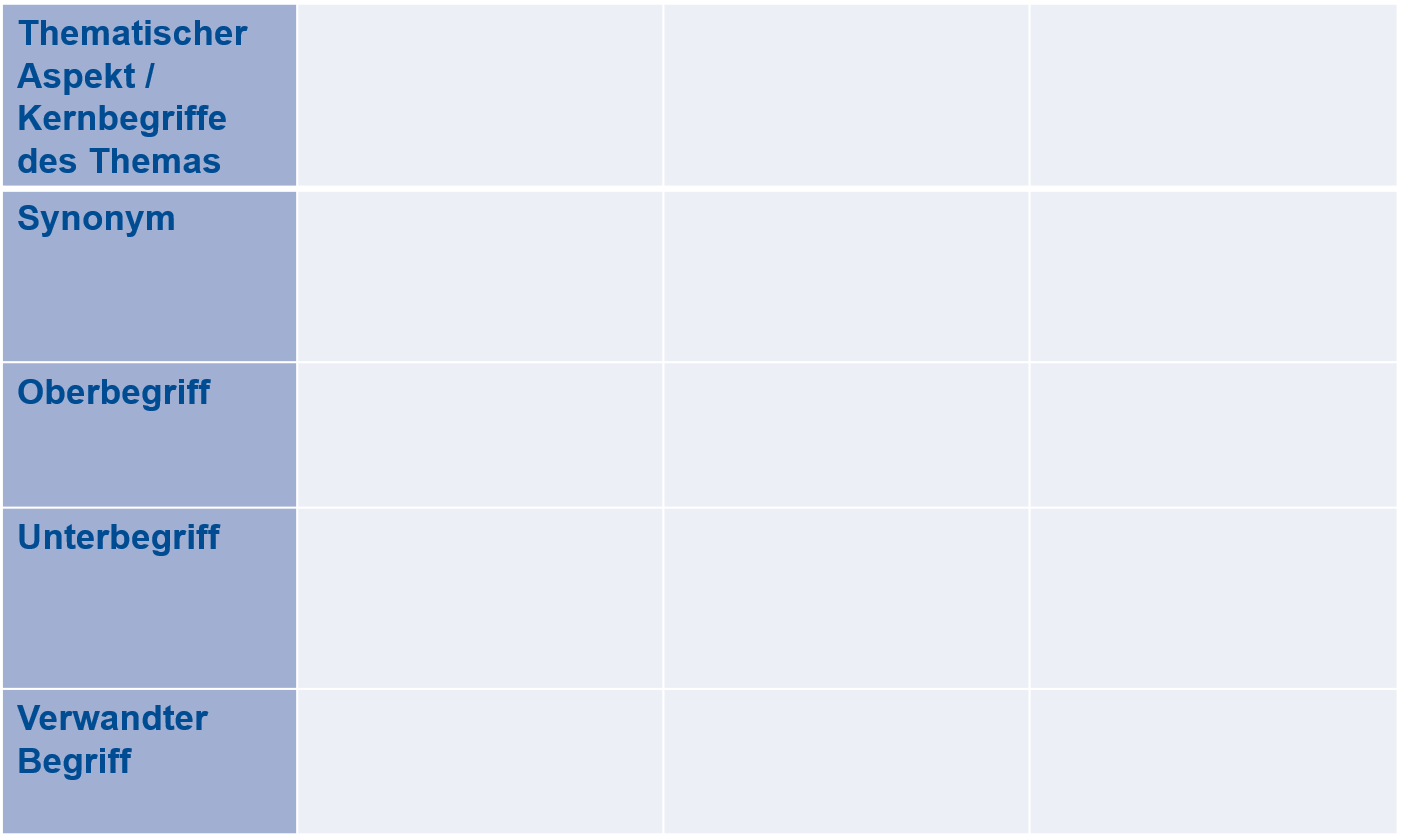 Thematischer
Aspekt /
Kernbegriffe
des Themas
Synonym
Oberbegriff
Unterbegriff
Verwandter
Begriff